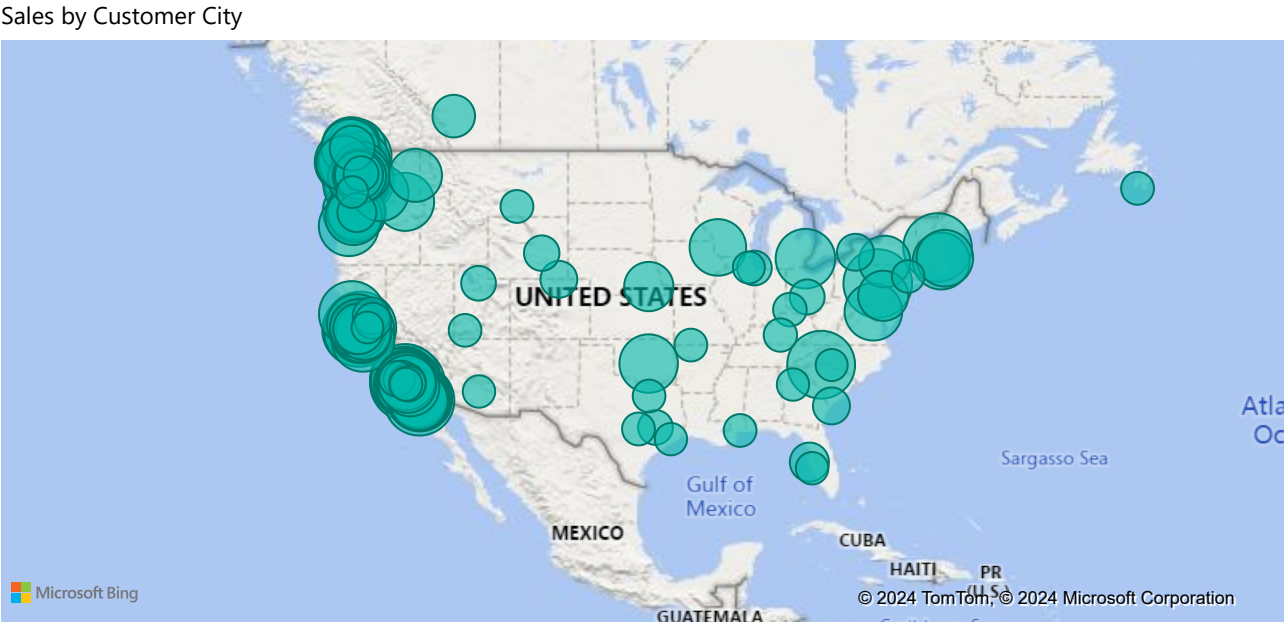 Sales by Customer City
UNITED STATES
Atla
Oc
Sargasso Sea
Gulf of
Mexico
MEXICO
CUBA
HAITI
PR
(U.S.)
Microsoft Bing
© 2024 TomTom, © 2024 Microsoft Corporation
GUATEMALA